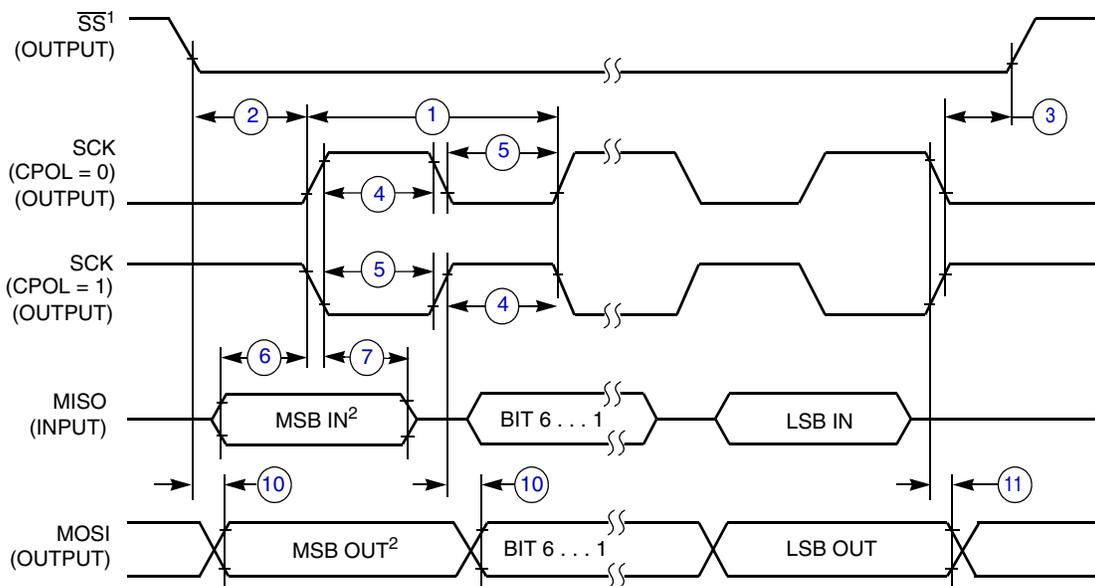 SS¹
(OUTPUT)
2
1
3
SCK
(CPOL = 0)
(OUTPUT)
5
4
SCK
(CPOL = 1)
(OUTPUT)
5
4
6
7
MISO
(INPUT)
MSB IN²
BIT 6 . . . 1
LSB IN
10
10
11
MOSI
(OUTPUT)
MSB OUT²
BIT 6 . . . 1
LSB OUT